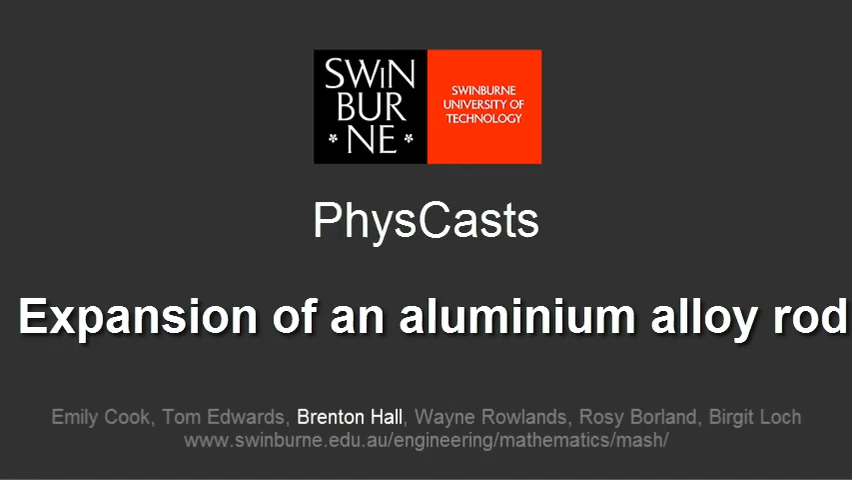 SWIN
BUR
*NE*
SWINBURNE
UNIVERSITY OF
TECHNOLOGY
PhysCasts
Expansion of an aluminium alloy rod
Emily Cook, Tom Edwards, Brenton Hall, Wayne Rowlands, Rosy Borland, Birgit Loch
www.swinburne.edu.au/engineering/mathematics/mash/